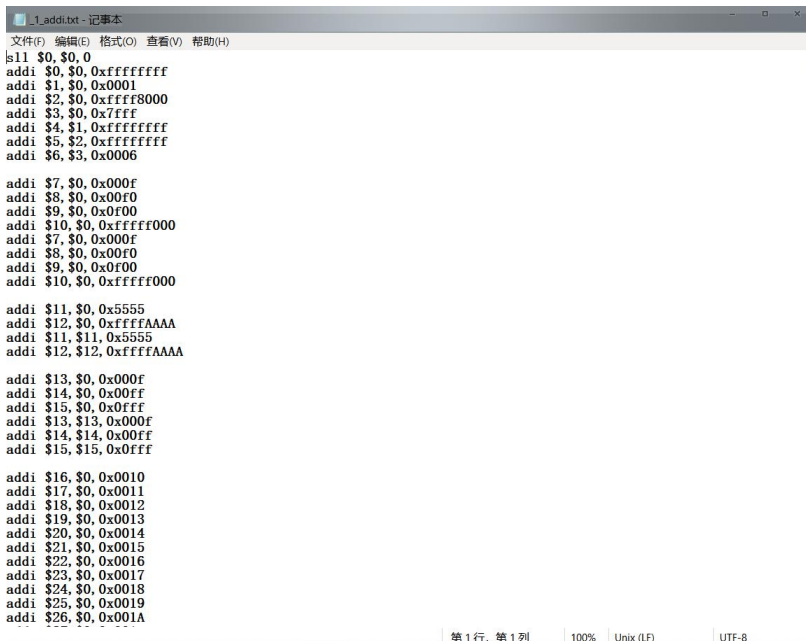 _1_addi.txt - 记事本
文件(F) 编辑(E) 格式(O) 查看(V) 帮助(H)
sll $0,$0,0
addi $0,$0,0xffffffff
addi $1,$0,0x0001
addi $2,$0,0xffff8000
addi $3,$0,0x7fff
addi $4,$1,0xffffffff
addi $5,$2,0xffffffff
addi $6,$3,0x0006
addi $7,$0,0x000f
addi $8,$0,0x00f0
addi $9,$0,0x0f00
addi $10,$0,0xfffff000
addi $7,$0,0x000f
addi $8,$0,0x00f0
addi $9,$0,0x0f00
addi $10,$0,0xfffff000
addi $11,$0,0x5555
addi $12,$0,0xffffAAAA
addi $11,$11,0x5555
addi $12,$12,0xffffAAAA
addi $13,$0,0x000f
addi $14,$0,0x00ff
addi $15,$0,0x0fff
addi $13,$13,0x000f
addi $14,$14,0x00ff
addi $15,$15,0x0fff
addi $16,$0,0x0010
addi $17,$0,0x0011
addi $18,$0,0x0012
addi $19,$0,0x0013
addi $20,$0,0x0014
addi $21,$0,0x0015
addi $22,$0,0x0016
addi $23,$0,0x0017
addi $24,$0,0x0018
addi $25,$0,0x0019
addi $26,$0,0x001A
第 1 行，第 1 列 100% Unix (LF) UTF-8